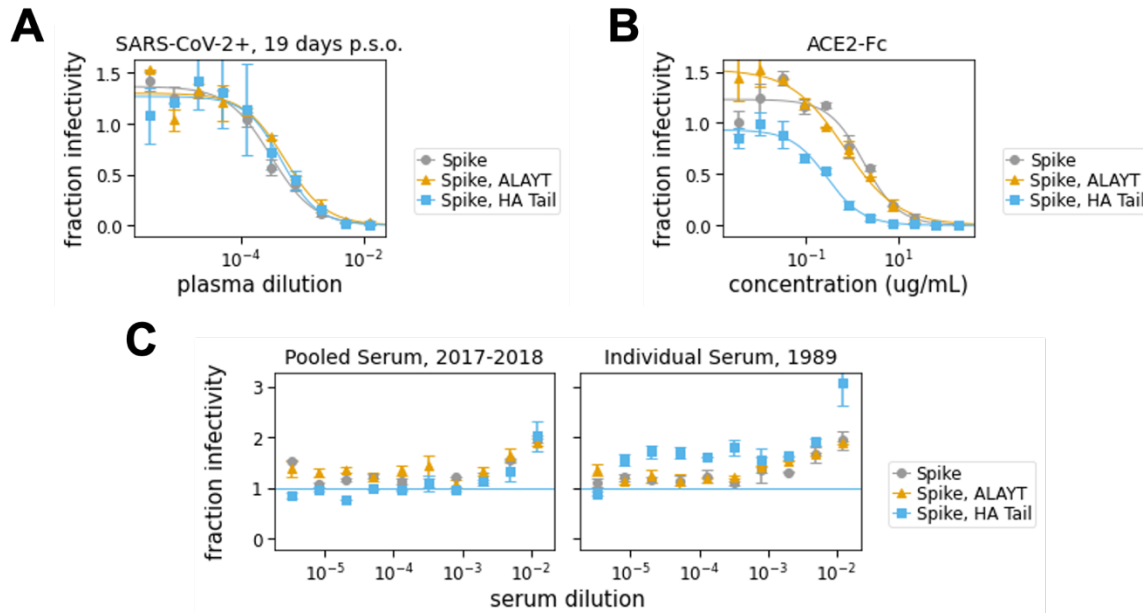 A
SARS-CoV-2+, 19 days p.s.o.
fraction infectivity
1.5
1.0
0.5
0.0
10⁻⁴
10⁻²
plasma dilution
Spike
Spike, ALAYT
Spike, HA Tail
B
ACE2-Fc
fraction infectivity
1.5
1.0
0.5
0.0
10⁻¹
10¹
concentration (ug/mL)
Spike
Spike, ALAYT
Spike, HA Tail
C
Pooled Serum, 2017-2018
Individual Serum, 1989
fraction infectivity
3
2
1
0
10⁻⁵
10⁻⁴
10⁻³
10⁻²
10⁻⁵
10⁻⁴
10⁻³
10⁻²
serum dilution
Spike
Spike, ALAYT
Spike, HA Tail